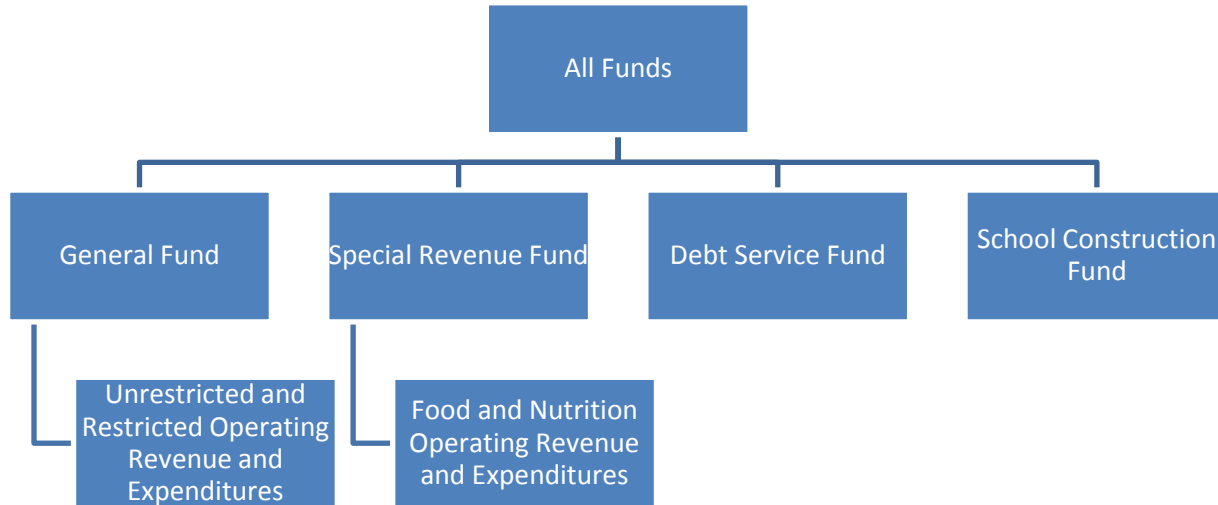 All Funds
General Fund
Special Revenue Fund
Debt Service Fund
School Construction
Fund
Unrestricted and
Restricted Operating
Revenue and
Expenditures
Food and Nutrition
Operating Revenue
and Expenditures